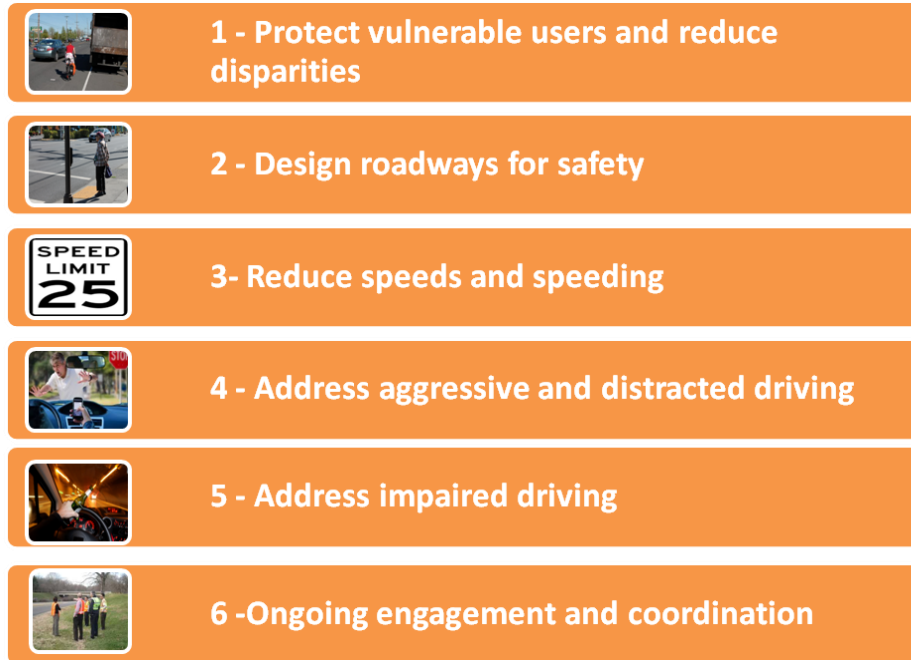 1 - Protect vulnerable users and reduce
disparities
2 - Design roadways for safety
SPEED
LIMIT
25
3- Reduce speeds and speeding
STO
4 - Address aggressive and distracted driving
5 - Address impaired driving
6 -Ongoing engagement and coordination